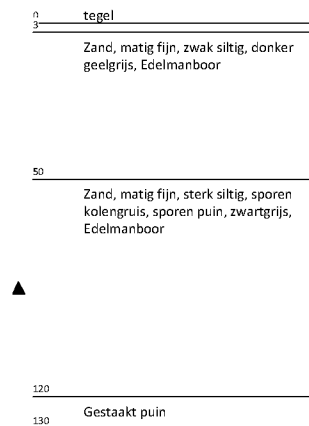 0 tegel
3
Zand, matig fijn, zwak siltig, donker
geelgrijs, Edelmanboor
50
Zand, matig fijn, sterk siltig, sporen
kolengruis, sporen puin, zwartgrijs,
Edelmanboor
120
Gestaakt puin
130